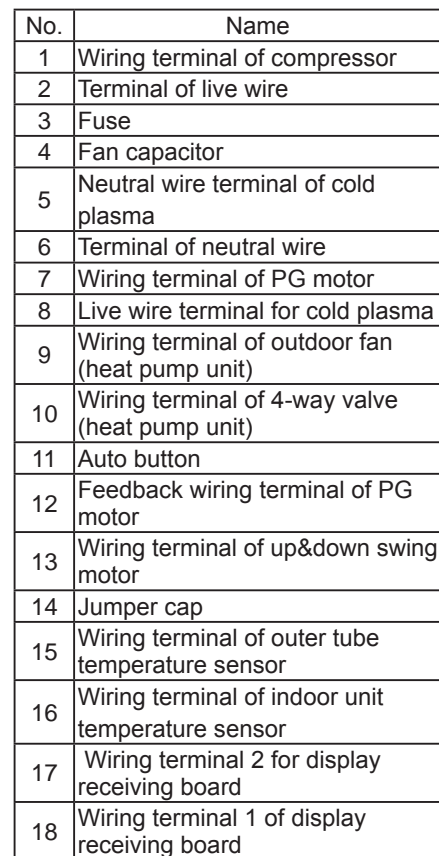 No. Name
1 Wiring terminal of compressor
2 Terminal of live wire
3 Fuse
4 Fan capacitor
5 Neutral wire terminal of cold
plasma
6 Terminal of neutral wire
7 Wiring terminal of PG motor
8 Live wire terminal for cold plasma
9 Wiring terminal of outdoor fan
(heat pump unit)
10 Wiring terminal of 4-way valve
(heat pump unit)
11 Auto button
12 Feedback wiring terminal of PG
motor
13 Wiring terminal of up&down swing
motor
14 Jumper cap
15 Wiring terminal of outer tube
temperature sensor
16 Wiring terminal of indoor unit
temperature sensor
17 Wiring terminal 2 for display
receiving board
18 Wiring terminal 1 of display
receiving board